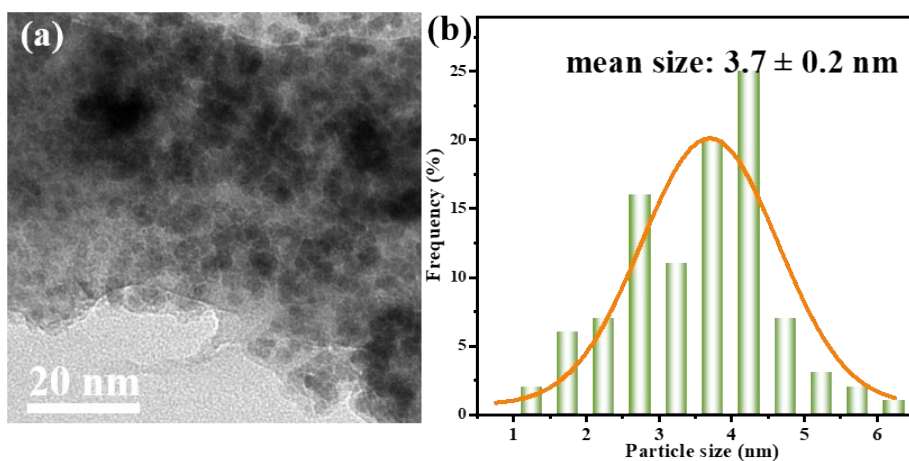 (a)
20 nm
(b)
mean size: 3.7 ± 0.2 nm
Frequency (%)
25
20
15
10
5
0
1 2 3 4 5 6
Particle size (nm)